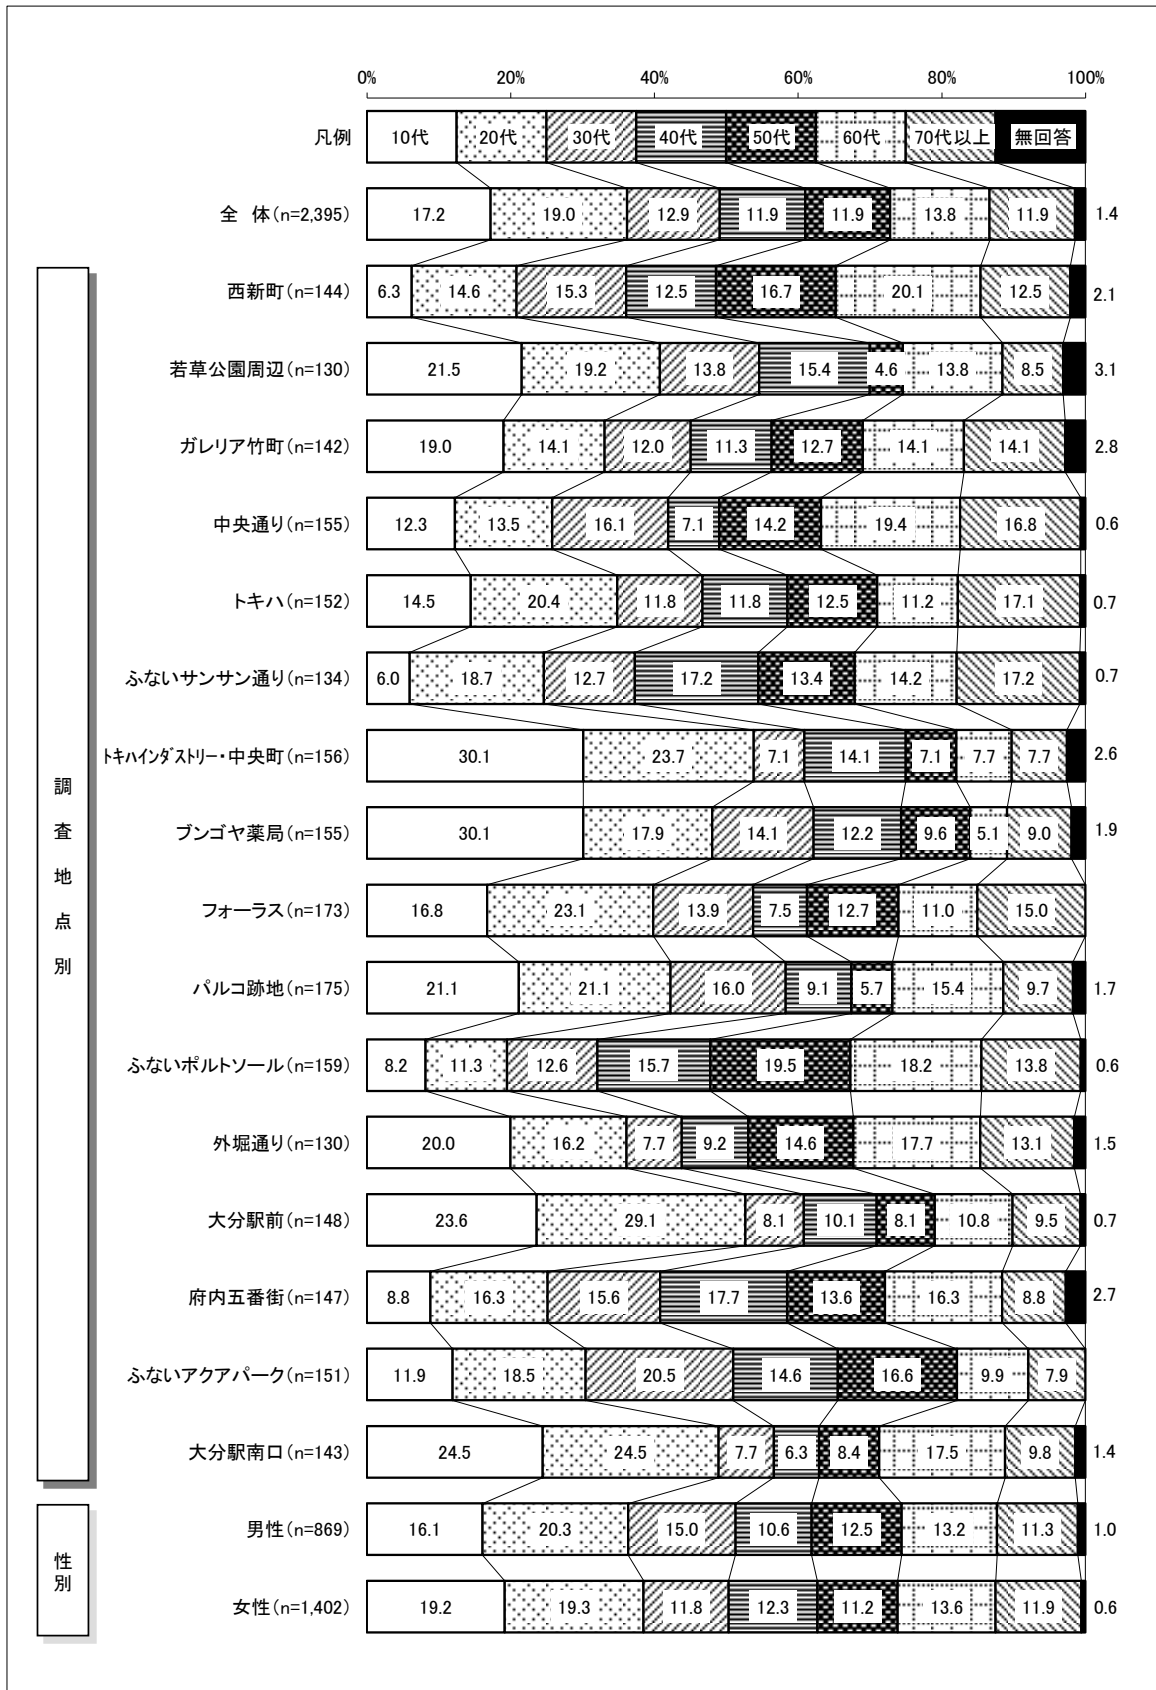 0% 20% 40% 60% 80% 100%
凡例 10代 20代 30代 40代 50代 60代 70代以上 無回答
全 体(n=2,395) 17.2 19.0 12.9 11.9 11.9 13.8 11.9 1.4
調査地点別
西新町(n=144) 6.3 14.6 15.3 12.5 16.7 20.1 12.5 2.1
若草公園周辺(n=130) 21.5 19.2 13.8 15.4 4.6 13.8 8.5 3.1
ガレリア竹町(n=142) 19.0 14.1 12.0 11.3 12.7 14.1 14.1 2.8
中央通り(n=155) 12.3 13.5 16.1 7.1 14.2 19.4 16.8 0.6
トキハ(n=152) 14.5 20.4 11.8 11.8 12.5 11.2 17.1 0.7
ふないサンサン通り(n=134) 6.0 18.7 12.7 17.2 13.4 14.2 17.2 0.7
ﾄｷﾊｲﾝﾀﾞｽﾄﾘｰ・中央町(n=156) 30.1 23.7 7.1 14.1 7.1 7.7 7.7 2.6
ブンゴヤ薬局(n=155) 30.1 17.9 14.1 12.2 9.6 5.1 9.0 1.9
フォーラス(n=173) 16.8 23.1 13.9 7.5 12.7 11.0 15.0
パルコ跡地(n=175) 21.1 21.1 16.0 9.1 5.7 15.4 9.7 1.7
ふないポルトソール(n=159) 8.2 11.3 12.6 15.7 19.5 18.2 13.8 0.6
外堀通り(n=130) 20.0 16.2 7.7 9.2 14.6 17.7 13.1 1.5
大分駅前(n=148) 23.6 29.1 8.1 10.1 8.1 10.8 9.5 0.7
府内五番街(n=147) 8.8 16.3 15.6 17.7 13.6 16.3 8.8 2.7
ふないアクアパーク(n=151) 11.9 18.5 20.5 14.6 16.6 9.9 7.9
大分駅南口(n=143) 24.5 24.5 7.7 6.3 8.4 17.5 9.8 1.4
性別
男性(n=869) 16.1 20.3 15.0 10.6 12.5 13.2 11.3 1.0
女性(n=1,402) 19.2 19.3 11.8 12.3 11.2 13.6 11.9 0.6